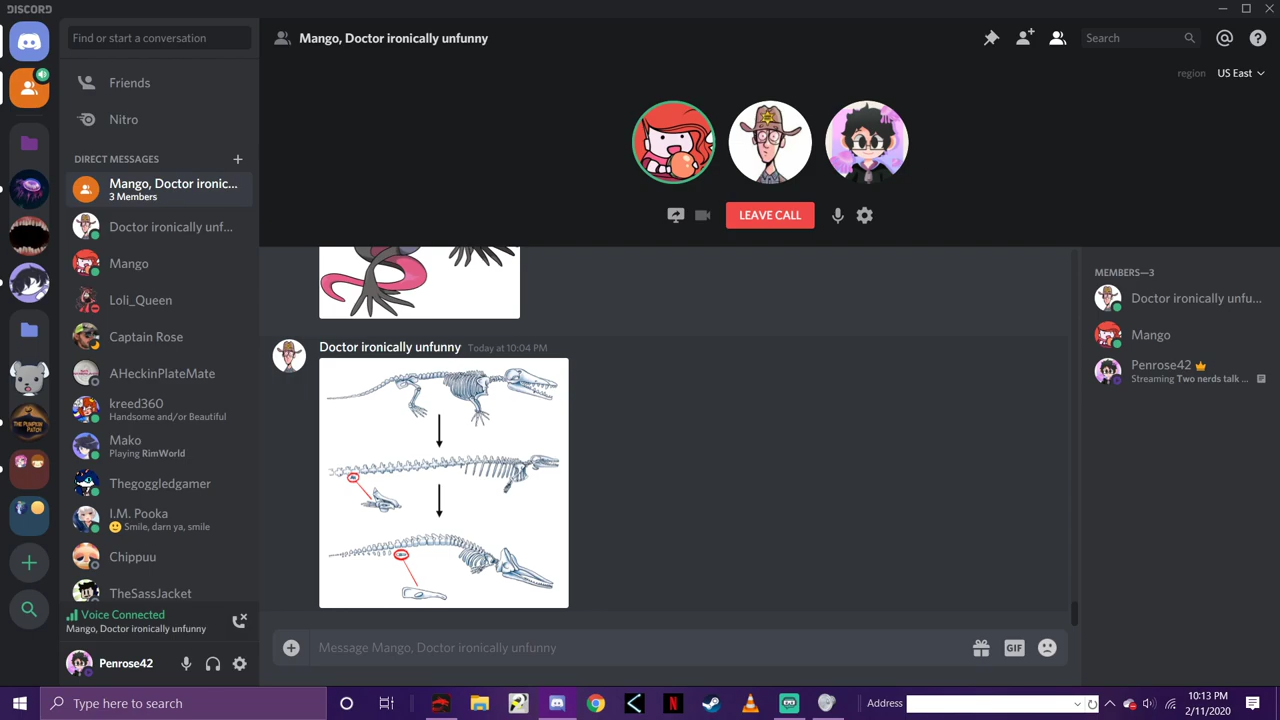 DISCORD
Find or start a conversation
Mango, Doctor ironically unfunny
Search
region US East
Friends
Nitro
DIRECT MESSAGES
Mango, Doctor ironic...
3 Members
Doctor ironically unf...
Mango
Loli_Queen
Captain Rose
AHeckinPlateMate
kreed360
Handsome and/or Beautiful
Mako
Playing RimWorld
Thegoggledgamer
I.M. Pooka
Smile, darn ya, smile
Chippuu
TheSassJacket
THE PUMPKIN PATCH
Voice Connected
Mango, Doctor ironically unfunny
Penrose42
LEAVE CALL
Doctor ironically unfunny Today at 10:04 PM
Message Mango, Doctor ironically unfunny
GIF
MEMBERS—3
Doctor ironically unfu...
Mango
Penrose42
Streaming Two nerds talk ...
Type here to search
Address
10:13 PM
2/11/2020